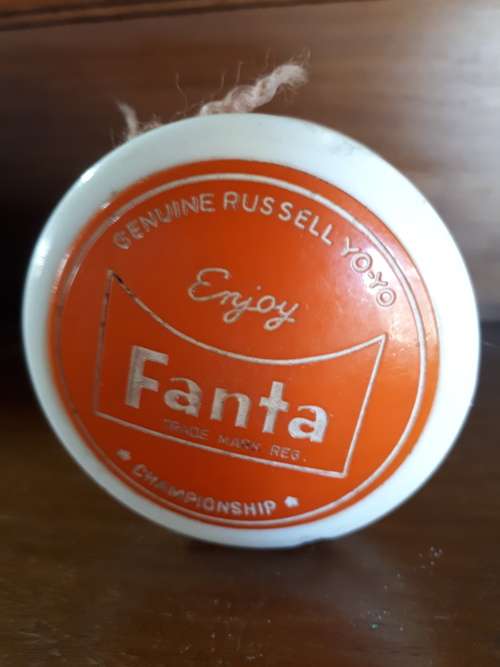 GENUINE RUSSELL YO-YO
Enjoy
Fanta
TRADE MARK REG.
CHAMPIONSHIP